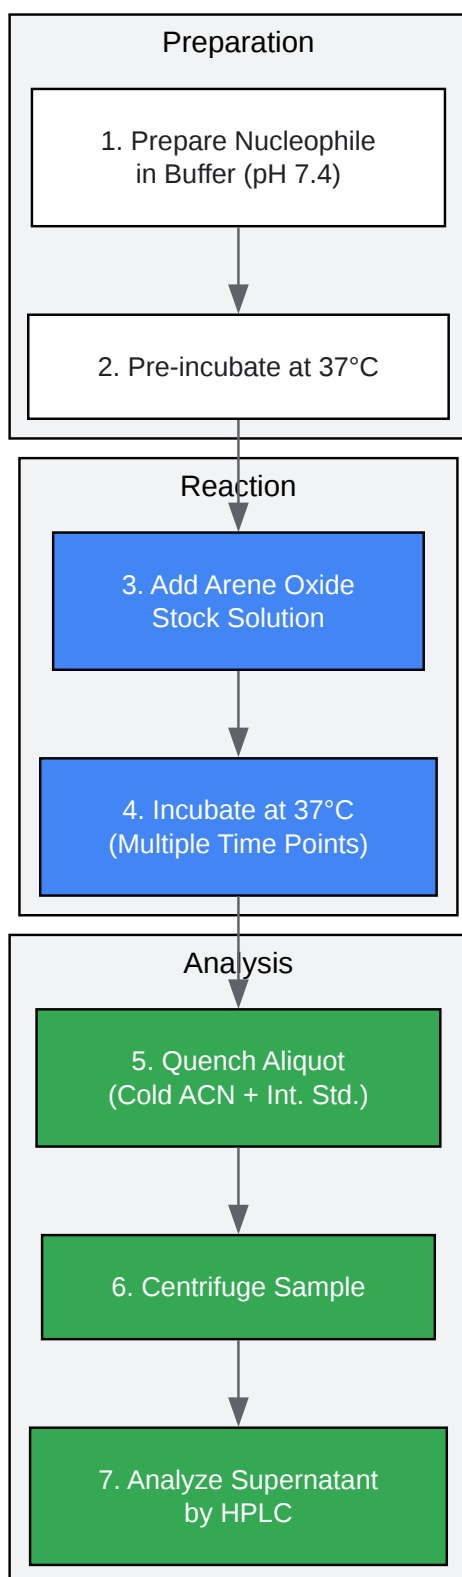 Preparation
1. Prepare Nucleophile
in Buffer (pH 7.4)
2. Pre-incubate at 37°C
Reaction
3. Add Arene Oxide
Stock Solution
4. Incubate at 37°C
(Multiple Time Points)
Analysis
5. Quench Aliquot
(Cold ACN + Int. Std.)
6. Centrifuge Sample
7. Analyze Supernatant
by HPLC